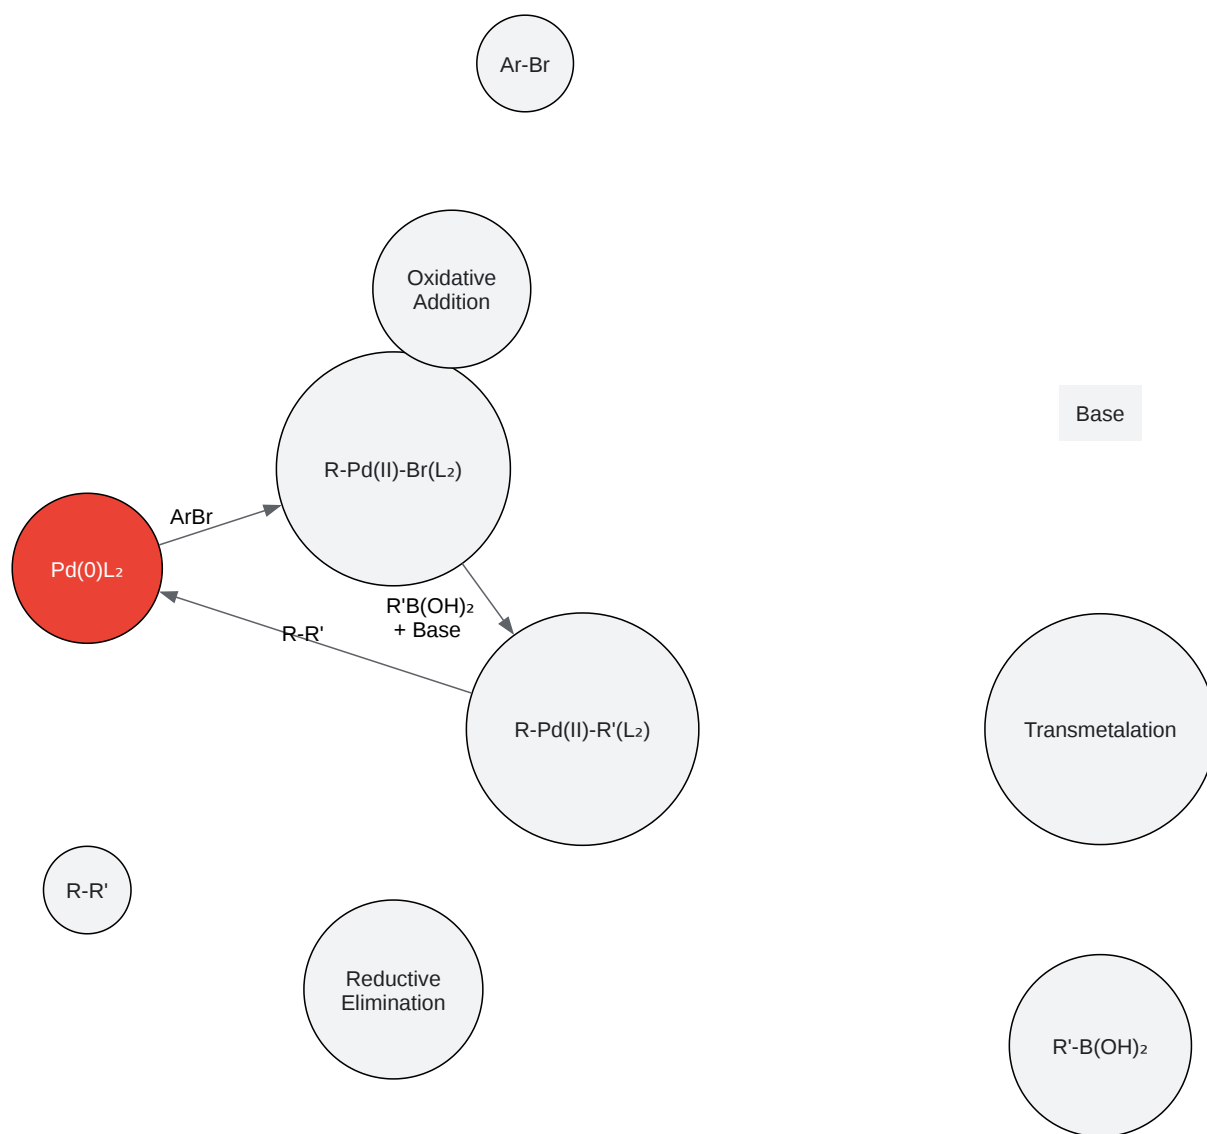 Ar-Br
Oxidative
Addition
Base
R-Pd(II)-Br(L₂)
ArBr
Pd(0)L₂
R'B(OH)₂
+ Base
R-R'
R-Pd(II)-R'(L₂)
Transmetalation
R-R'
Reductive
Elimination
R'-B(OH)₂